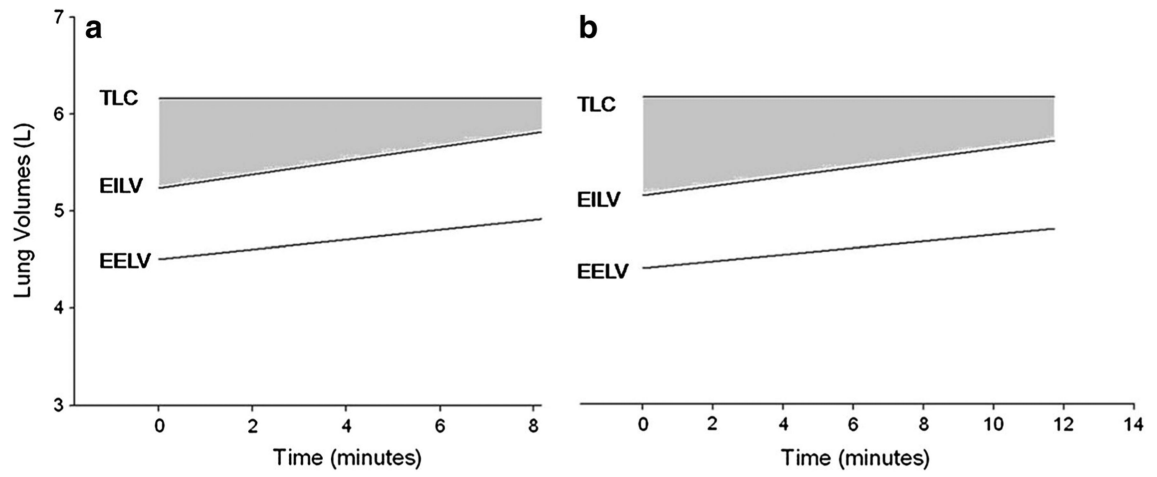 a
b
7
6
5
4
3
Lung Volumes (L)
TLC
EILV
EELV
TLC
EILV
EELV
0 2 4 6 8
Time (minutes)
0 2 4 6 8 10 12 14
Time (minutes)